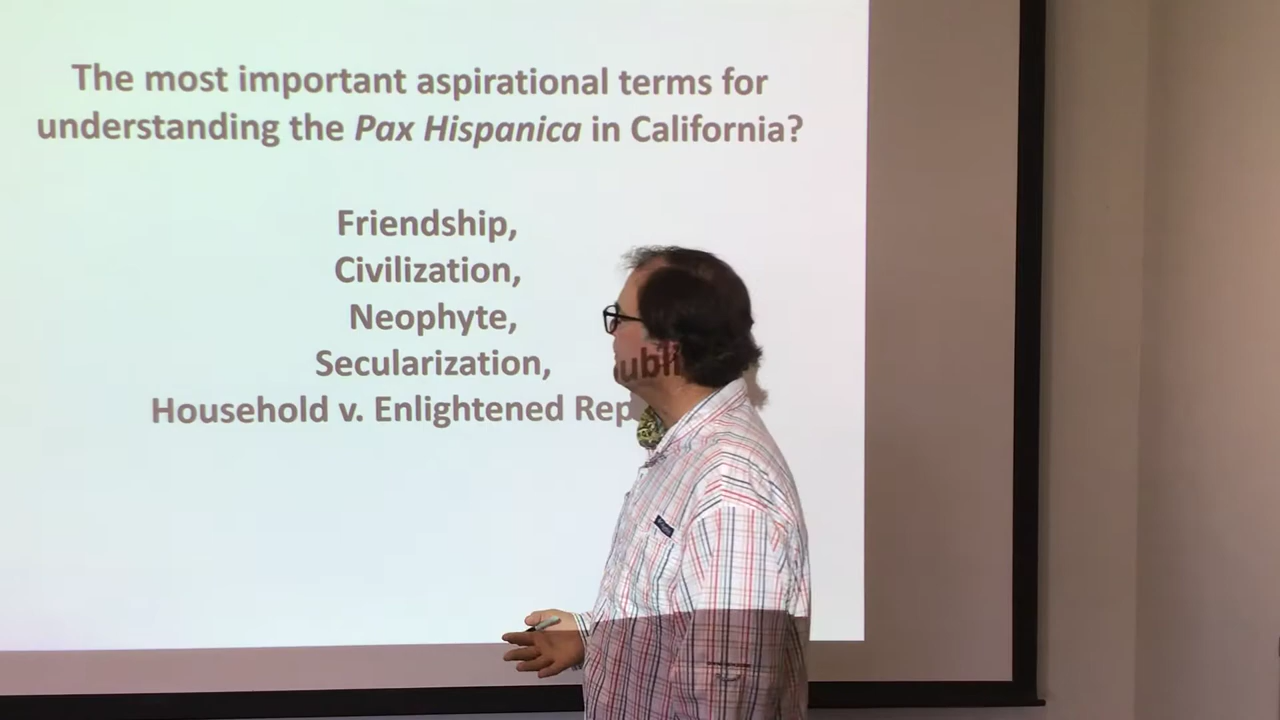 The most important aspirational terms for
understanding the Pax Hispanica in California?
Friendship,
Civilization,
Neophyte,
Secularization,
Household v. Enlightened Rep
ubli